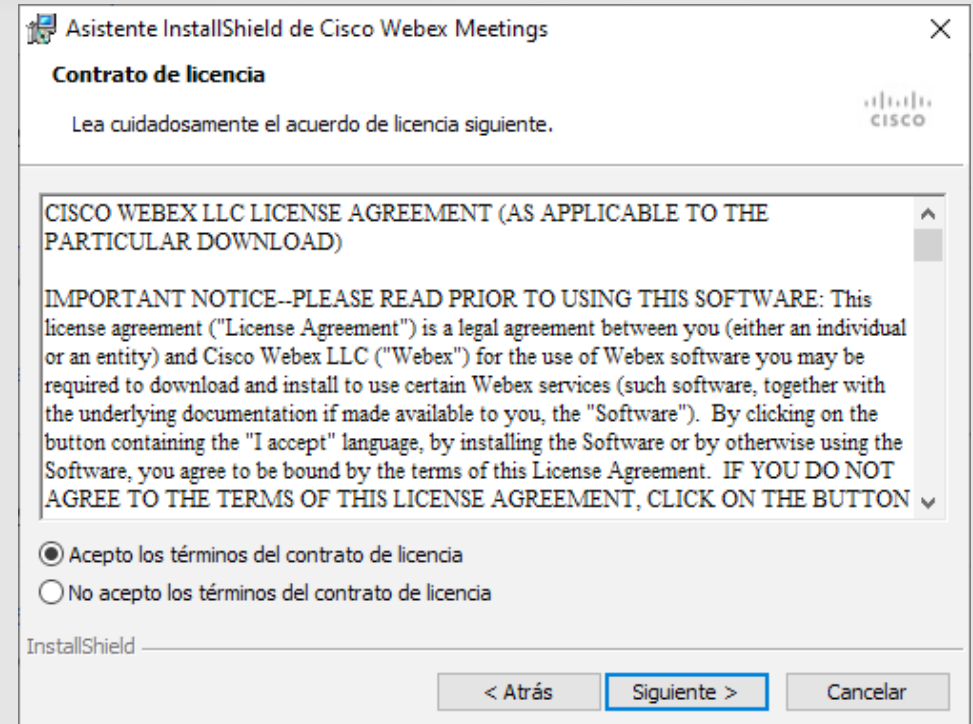 Asistente InstallShield de Cisco Webex Meetings
Contrato de licencia
Lea cuidadosamente el acuerdo de licencia siguiente.
CISCO
CISCO WEBEX LLC LICENSE AGREEMENT (AS APPLICABLE TO THE
PARTICULAR DOWNLOAD)
IMPORTANT NOTICE--PLEASE READ PRIOR TO USING THIS SOFTWARE: This
license agreement ("License Agreement") is a legal agreement between you (either an individual
or an entity) and Cisco Webex LLC ("Webex") for the use of Webex software you may be
required to download and install to use certain Webex services (such software, together with
the underlying documentation if made available to you, the "Software"). By clicking on the
button containing the "I accept" language, by installing the Software or by otherwise using the
Software, you agree to be bound by the terms of this License Agreement. IF YOU DO NOT
AGREE TO THE TERMS OF THIS LICENSE AGREEMENT, CLICK ON THE BUTTON
Acepto los términos del contrato de licencia
No acepto los términos del contrato de licencia
InstallShield
< Atrás
Siguiente >
Cancelar